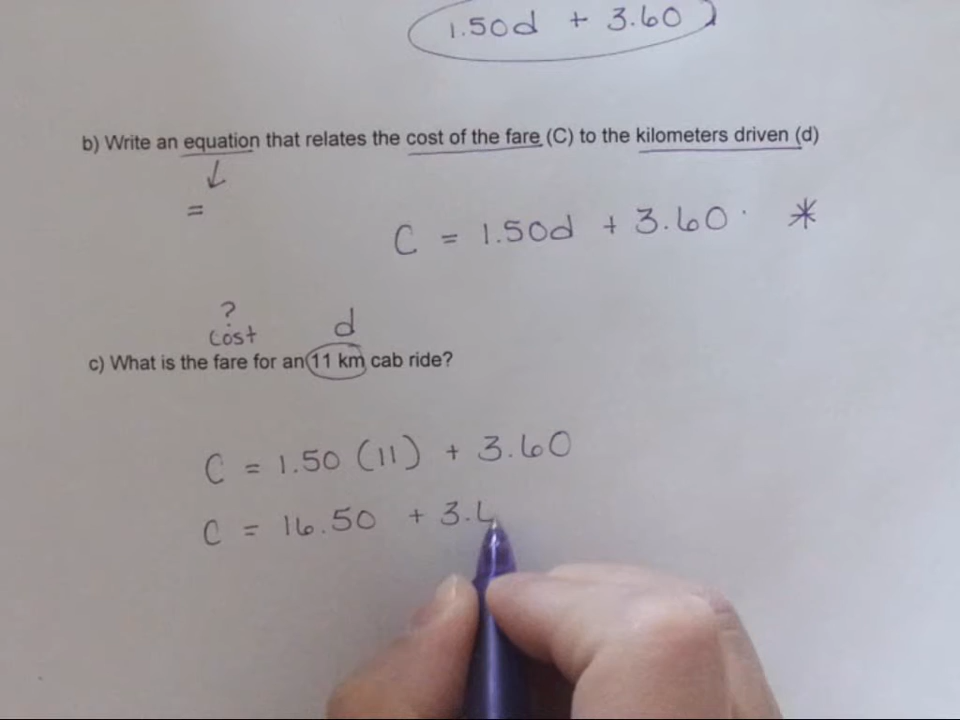 1.50d + 3.60
b) Write an equation that relates the cost of the fare (C) to the kilometers driven (d)
=
C = 1.50d + 3.60 *
?
cost d
c) What is the fare for an 11 km cab ride?
C = 1.50 (11) + 3.60
C = 16.50 + 3.6